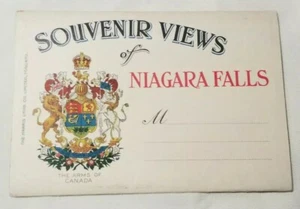 SOUVENIR VIEWS
of
NIAGARA FALLS
M
THE ARMS OF
CANADA